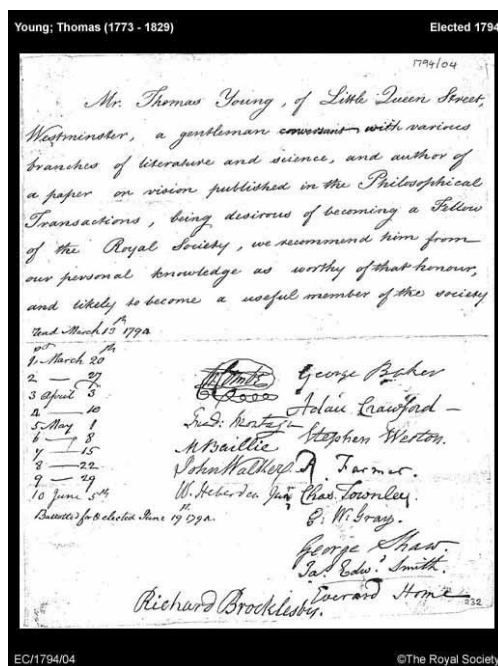 Young; Thomas (1773 - 1829) Elected 1794
1794/04
Mr. Thomas Young, of Little Queen Street,
Westminster, a gentleman conversant with various
branches of literature and science, and author of
a paper on vision published in the Philosophical
Transactions, being desirous of becoming a Fellow
of the Royal Society, we recommend him from
our personal knowledge as worthy of that honour,
and likely to become a useful member of the society
read March 13th 1794
1, March 20th
2 — 27
3 April 3d
4 — 10
5 May 1
6 — 8
7 — 15
8 — 22
9 — 29
10 June 5th
Balloted for & elected June 19th 1794.
Combe
Fred: Montagu
M Baillie
John Walker
W. Heberden Jun
Richard Brocklesby.
George Baker
Adair Crawford —
Stephen Weston.
R Farmer.
Chas. Townley.
E. W. Gray.
George Shaw.
Jas Edwd. Smith.
Everard Home
232
EC/1794/04 ©The Royal Society